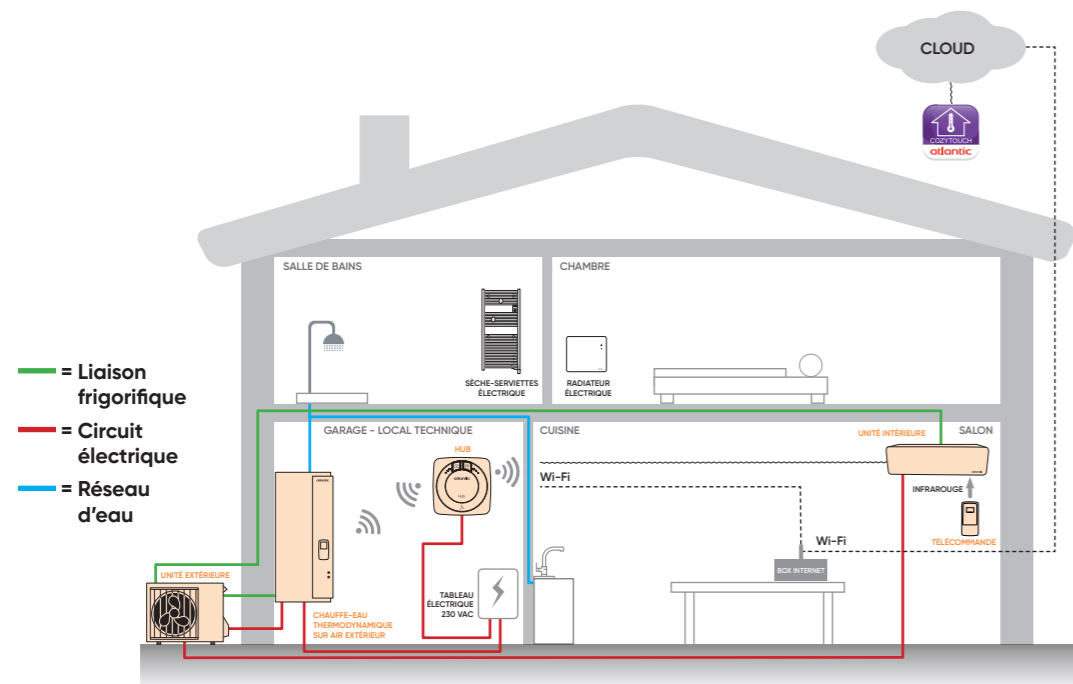 CLOUD
COZYTOUCH
atlantic
SALLE DE BAINS
CHAMBRE
SÈCHE-SERVIETTES
ÉLECTRIQUE
RADIATEUR
ÉLECTRIQUE
= Liaison
frigorifique
= Circuit
électrique
= Réseau
d'eau
GARAGE - LOCAL TECHNIQUE
HUB
atlantic
HUB
CUISINE
UNITÉ INTÉRIEURE
SALON
Wi-Fi
INFRAROUGE
Wi-Fi
TÉLÉCOMMANDE
BOX INTERNET
UNITÉ EXTÉRIEURE
TABLEAU
ÉLECTRIQUE
230 VAC
CHAUFFE-EAU
THERMODYNAMIQUE
SUR AIR EXTÉRIEUR